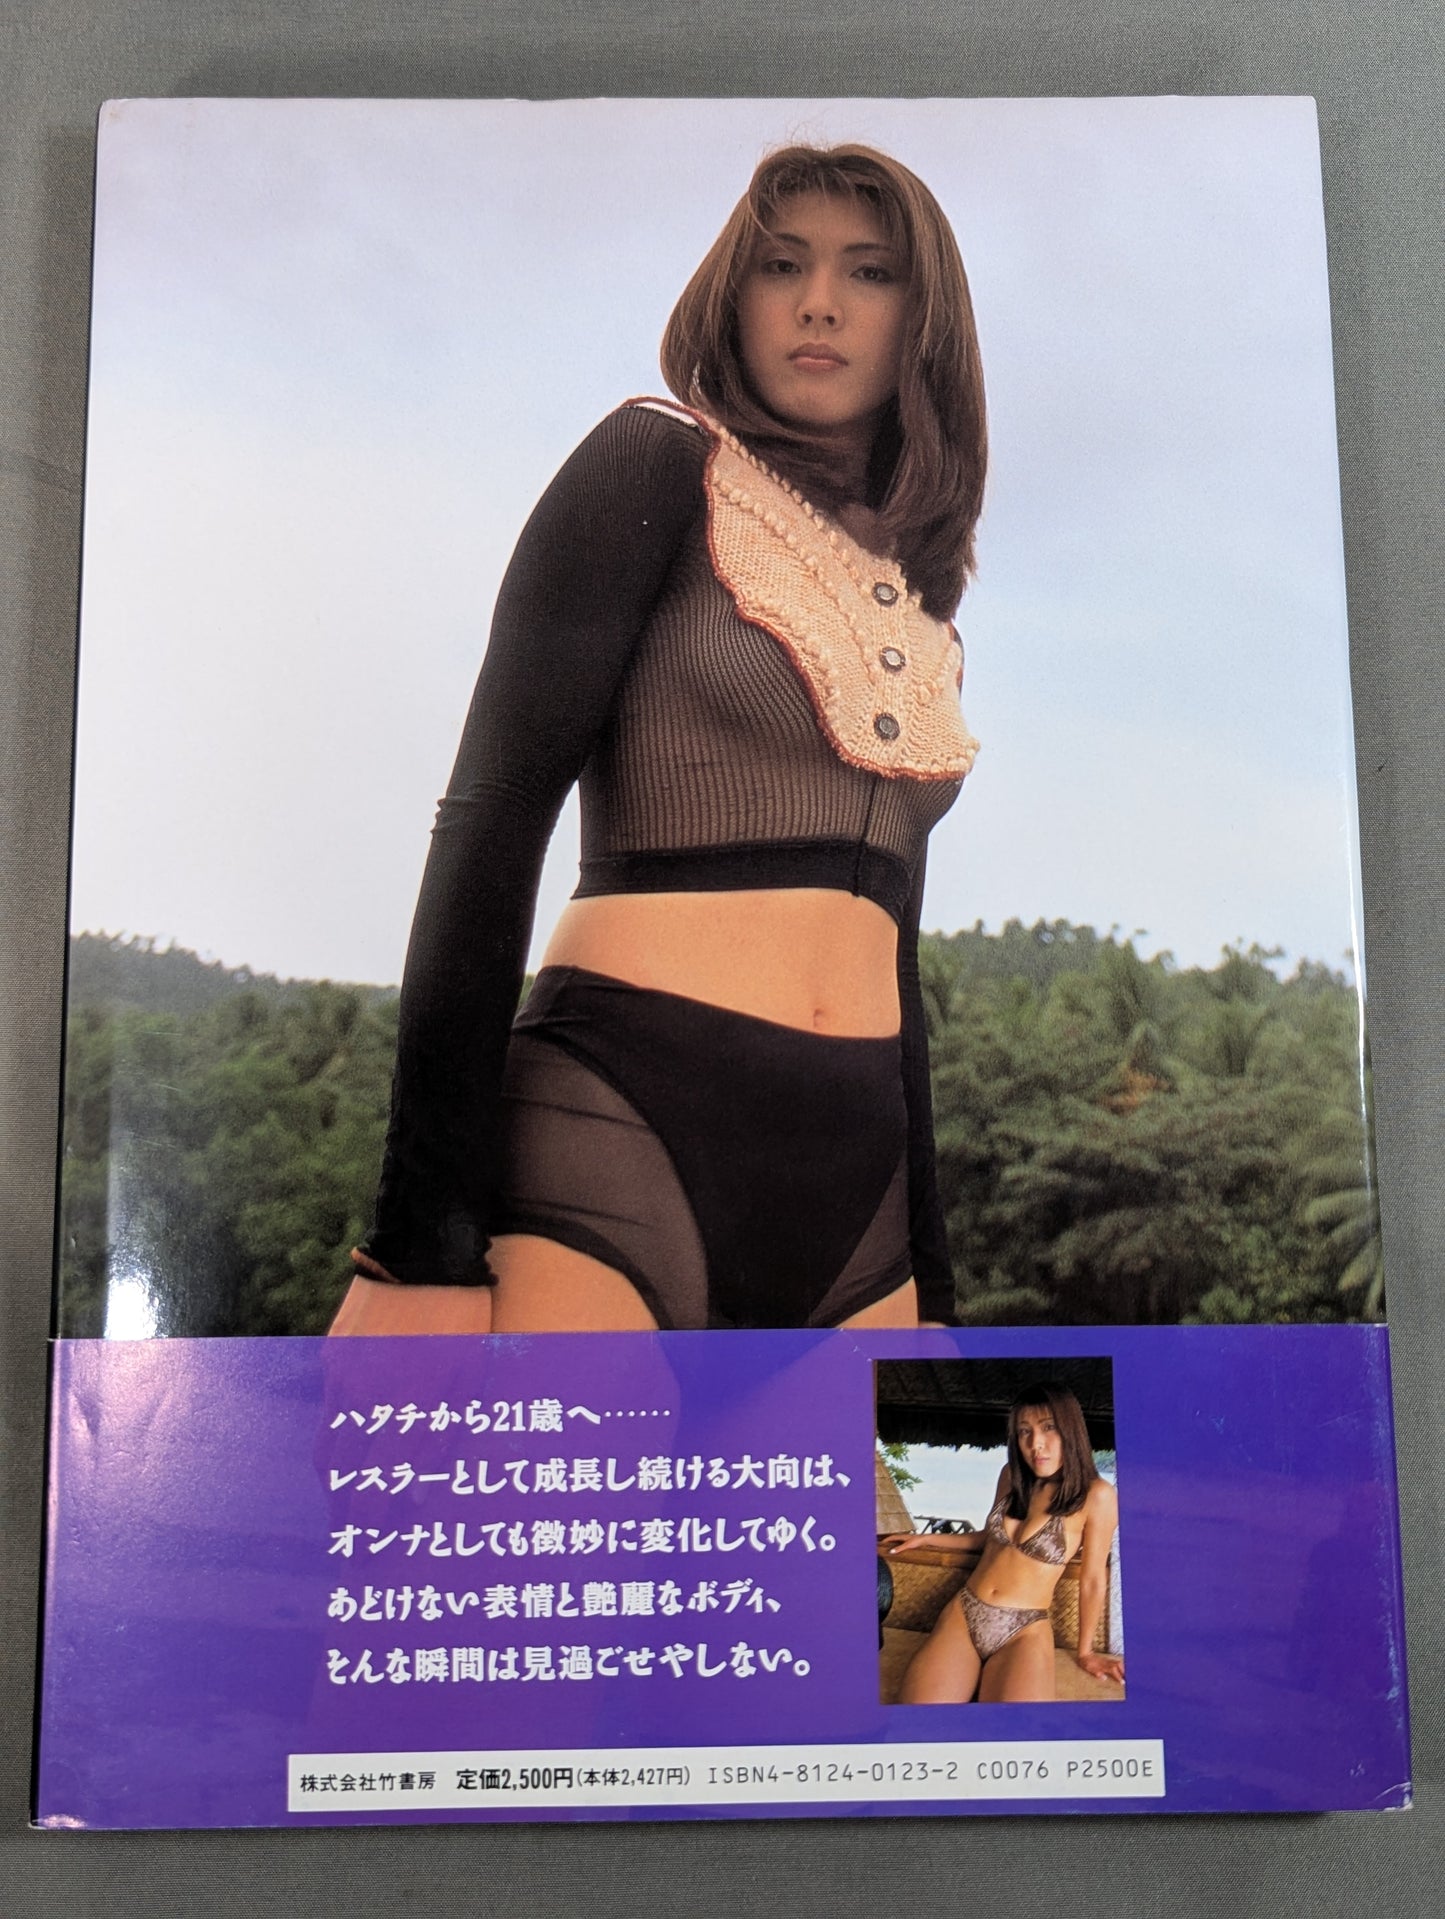 ハタチから21歳へ……
レスラーとして成長し続ける大向は、
オンナとしても微妙に変化してゆく。
あどけない表情と艶麗なボディ、
そんな瞬間は見過ごせやしない。
株式会社竹書房 定価2,500円(本体2,427円) ISBN4-8124-0123-2 C0076 P2500E